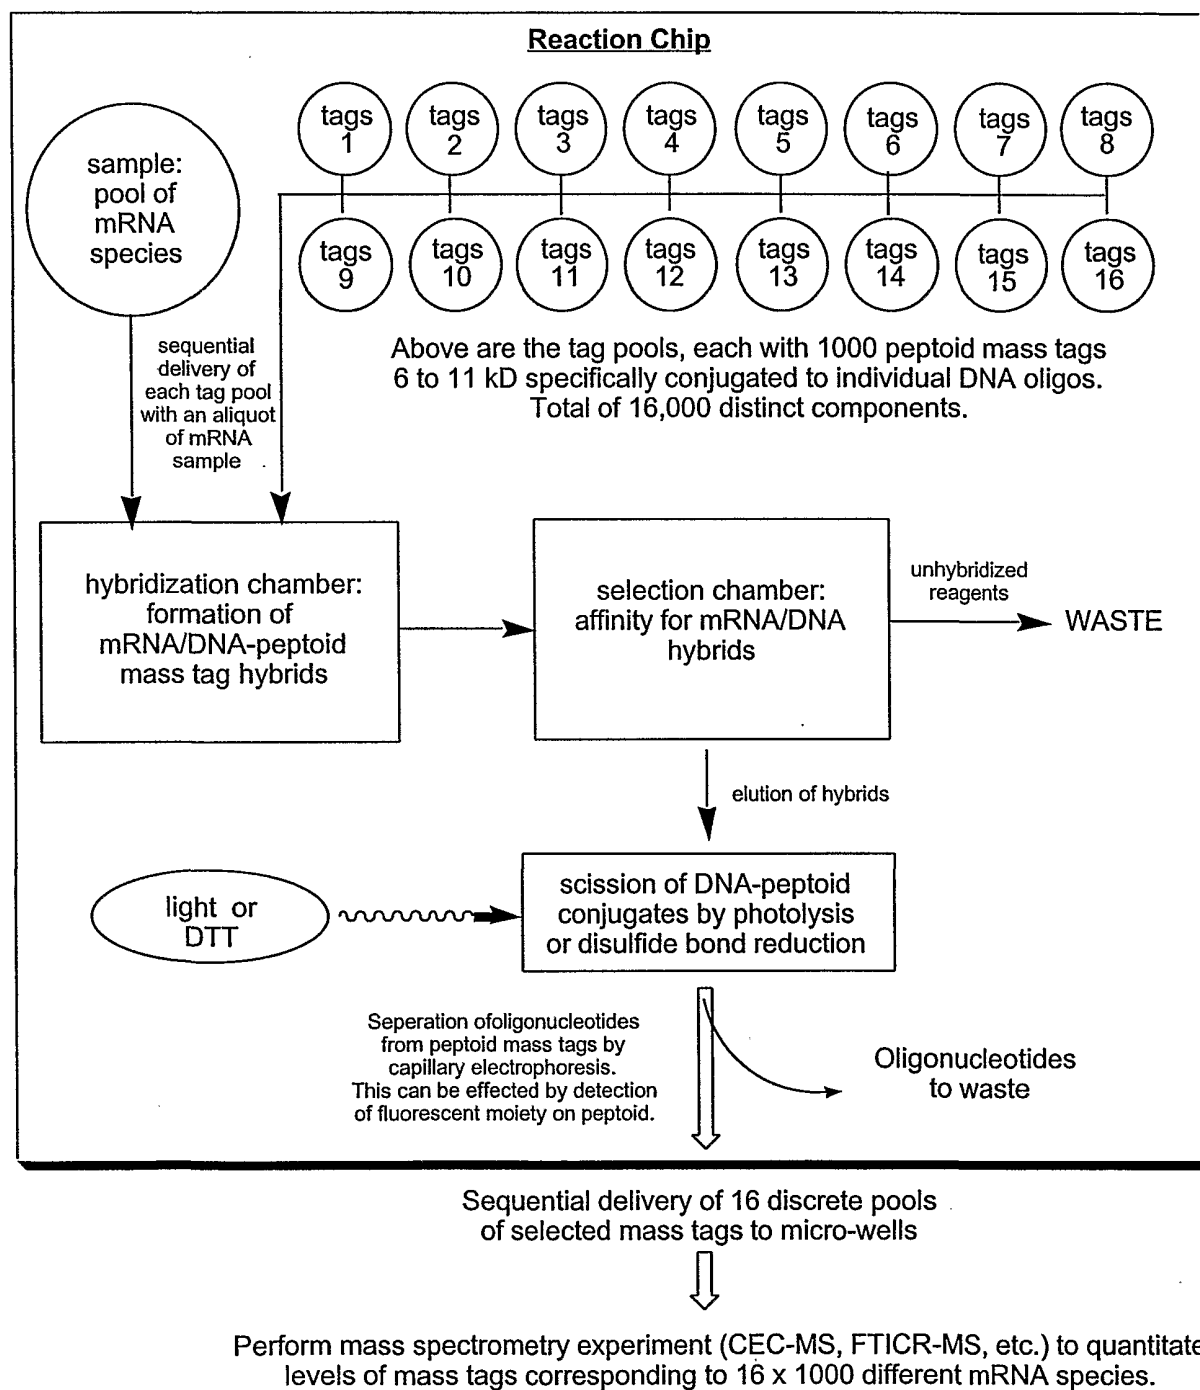 Reaction Chip
sample:
pool of
mRNA
species
tags
1
tags
2
tags
3
tags
4
tags
5
tags
6
tags
7
tags
8
tags
9
tags
10
tags
11
tags
12
tags
13
tags
14
tags
15
tags
16
Above are the tag pools, each with 1000 peptoid mass tags
6 to 11 kD specifically conjugated to individual DNA oligos.
Total of 16,000 distinct components.
sequential
delivery of
each tag pool
with an aliquot
of mRNA
sample
hybridization chamber:
formation of
mRNA/DNA-peptoid
mass tag hybrids
selection chamber:
affinity for mRNA/DNA
hybrids
unhybridized
reagents
WASTE
elution of hybrids
light or
DTT
scission of DNA-peptoid
conjugates by photolysis
or disulfide bond reduction
Seperation ofoligonucleotides
from peptoid mass tags by
capillary electrophoresis.
This can be effected by detection
of fluorescent moiety on peptoid.
Oligonucleotides
to waste
Sequential delivery of 16 discrete pools
of selected mass tags to micro-wells
Perform mass spectrometry experiment (CEC-MS, FTICR-MS, etc.) to quantitate
levels of mass tags corresponding to 16 x 1000 different mRNA species.